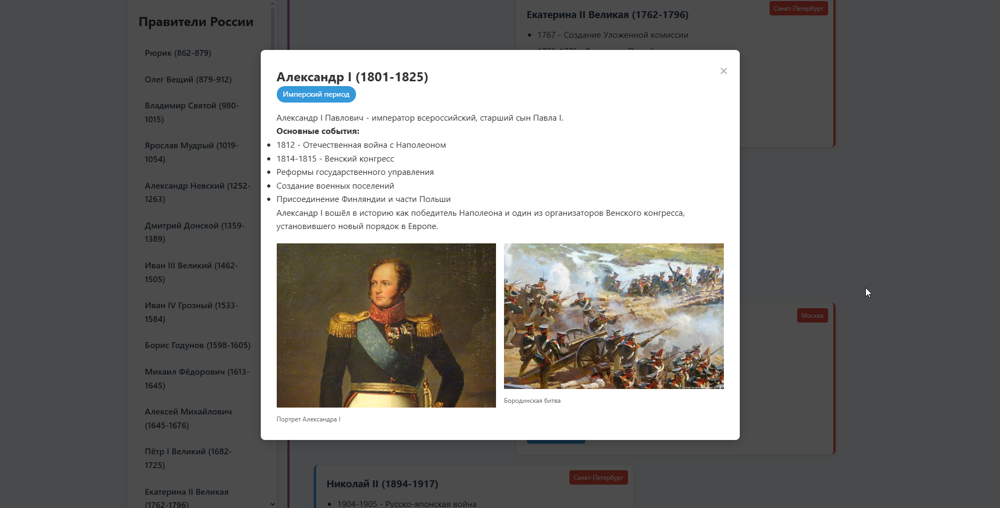 Правители России
Рюрик (862-879)
Олег Вещий (879-912)
Владимир Святой (980-
1015)
Ярослав Мудрый (1019-
1054)
Александр Невский (1252-
1263)
Дмитрий Донской (1359-
1389)
Иван III Великий (1462-
1505)
Иван IV Грозный (1533-
1584)
Борис Годунов (1598-1605)
Михаил Фёдорович (1613-
1645)
Алексей Михайлович
(1645-1676)
Пётр I Великий (1682-
1725)
Екатерина II Великая
(1762-1796)
Санкт-Петербург
Екатерина II Великая (1762-1796)
1767 - Создание Уложенной комиссии
Александр I (1801-1825)
×
Имперский период
Александр I Павлович - император всероссийский, старший сын Павла I.
Основные события:
1812 - Отечественная война с Наполеоном
1814-1815 - Венский конгресс
Реформы государственного управления
Создание военных поселений
Присоединение Финляндии и части Польши
Александр I вошёл в историю как победитель Наполеона и один из организаторов Венского конгресса,
установившего новый порядок в Европе.
Портрет Александра I
Бородинская битва
Москва
Санкт-Петербург
Николай II (1894-1917)
1904-1905 - Русско-японская война